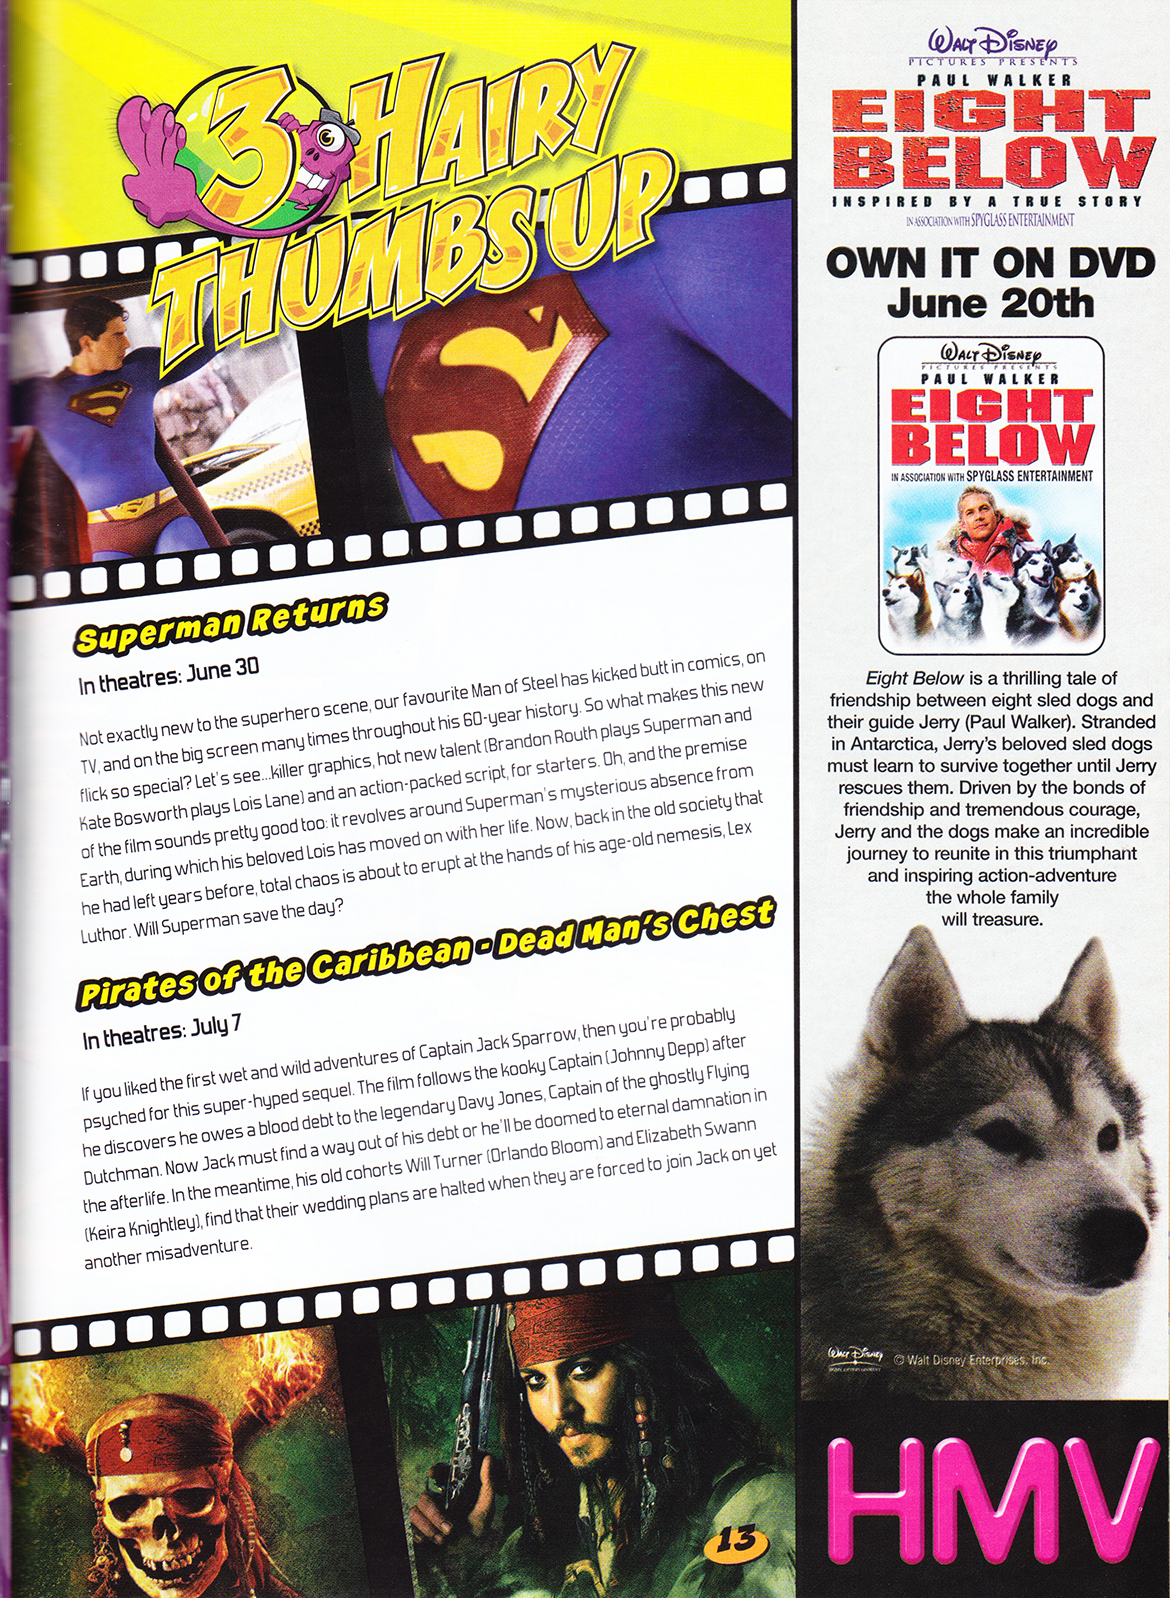 3 HAIRY
THUMBS UP
Superman Returns
In theatres: June 30
Not exactly new to the superhero scene, our favourite Man of Steel has kicked butt in comics, on
TV, and on the big screen many times throughout his 60-year history. So what makes this new
flick so special? Let's see...killer graphics, hot new talent (Brandon Routh plays Superman and
Kate Bosworth plays Lois Lane) and an action-packed script, for starters. Oh, and the premise
of the film sounds pretty good too: it revolves around Superman's mysterious absence from
Earth, during which his beloved Lois has moved on with her life. Now, back in the old society that
he had left years before, total chaos is about to erupt at the hands of his age-old nemesis, Lex
Luthor. Will Superman save the day?
Pirates of the Caribbean - Dead Man's Chest
In theatres: July 7
If you liked the first wet and wild adventures of Captain Jack Sparrow, then you're probably
psyched for this super-hyped sequel. The film follows the kooky Captain (Johnny Depp) after
he discovers he owes a blood debt to the legendary Davy Jones, Captain of the ghostly Flying
Dutchman. Now Jack must find a way out of his debt or he'll be doomed to eternal damnation in
the afterlife. In the meantime, his old cohorts Will Turner (Orlando Bloom) and Elizabeth Swann
(Keira Knightley), find that their wedding plans are halted when they are forced to join Jack on yet
another misadventure.
13
WALT DISNEY
PICTURES PRESENTS
PAUL WALKER
EIGHT
BELOW
INSPIRED BY A TRUE STORY
IN ASSOCIATION WITH SPYGLASS ENTERTAINMENT
OWN IT ON DVD
June 20th
WALT DISNEY
PICTURES PRESENTS
PAUL WALKER
EIGHT
BELOW
IN ASSOCIATION WITH SPYGLASS ENTERTAINMENT
Eight Below is a thrilling tale of
friendship between eight sled dogs and
their guide Jerry (Paul Walker). Stranded
in Antarctica, Jerry's beloved sled dogs
must learn to survive together until Jerry
rescues them. Driven by the bonds of
friendship and tremendous courage,
Jerry and the dogs make an incredible
journey to reunite in this triumphant
and inspiring action-adventure
the whole family
will treasure.
WALT DISNEY
© Walt Disney Enterprises, Inc.
HMV